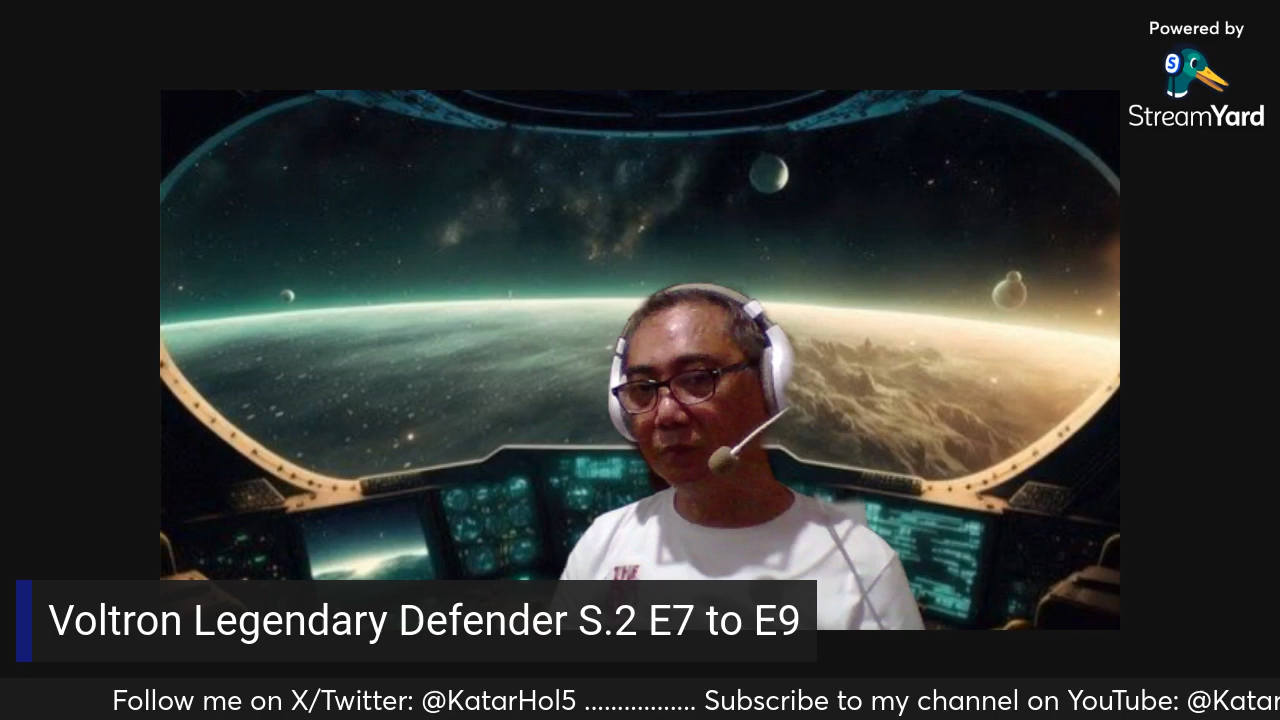 Powered by
S
StreamYard
THE
Voltron Legendary Defender S.2 E7 to E9
Follow me on X/Twitter: @KatarHol5 ................. Subscribe to my channel on YouTube: @Katar